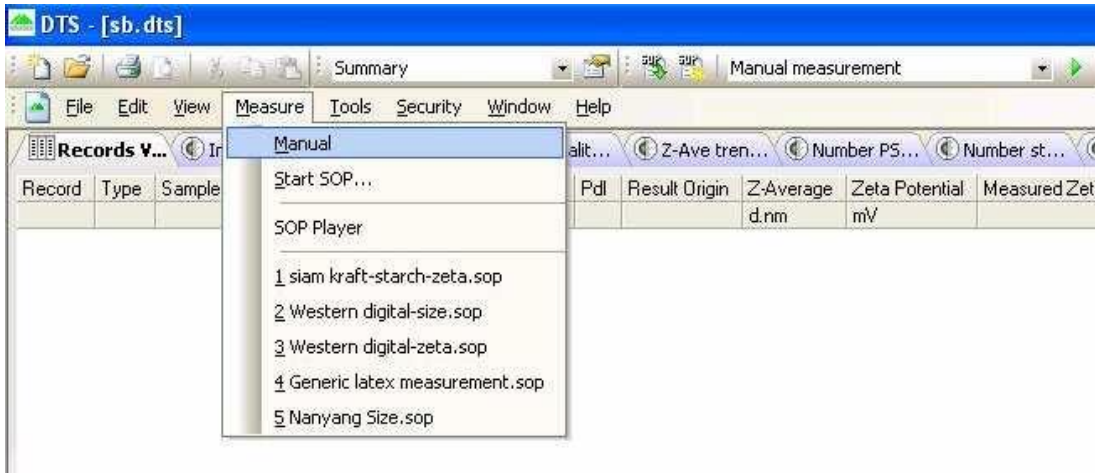 DTS - [sb.dts]
Summary Manual measurement
File Edit View Measure Tools Security Window Help
Records V... Manual alit... Z-Ave tren... Number PS... Number st...
Record Type Sample Start SOP... PdI Result Origin Z-Average Zeta Potential Measured Zet
d.nm mV
SOP Player
1 siam kraft-starch-zeta.sop
2 Western digital-size.sop
3 Western digital-zeta.sop
4 Generic latex measurement.sop
5 Nanyang Size.sop